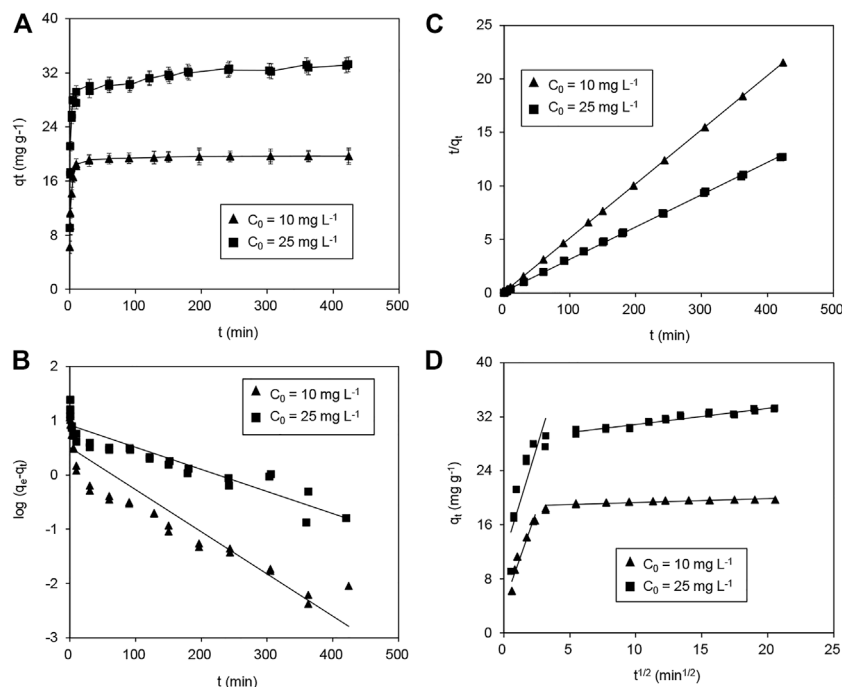 A
qt (mg g-1)
40
32
24
16
8
0
C₀ = 10 mg L⁻¹
C₀ = 25 mg L⁻¹
0 100 200 300 400 500
t (min)
C
t/qₜ
25
20
15
10
5
0
C₀ = 10 mg L⁻¹
C₀ = 25 mg L⁻¹
0 100 200 300 400 500
t (min)
B
log (qₑ-qₜ)
2
1
0
-1
-2
-3
C₀ = 10 mg L⁻¹
C₀ = 25 mg L⁻¹
0 100 200 300 400 500
t (min)
D
qₜ (mg g⁻¹)
40
32
24
16
8
0
C₀ = 10 mg L⁻¹
C₀ = 25 mg L⁻¹
0 5 10 15 20 25
t¹ᐟ² (min¹ᐟ²)